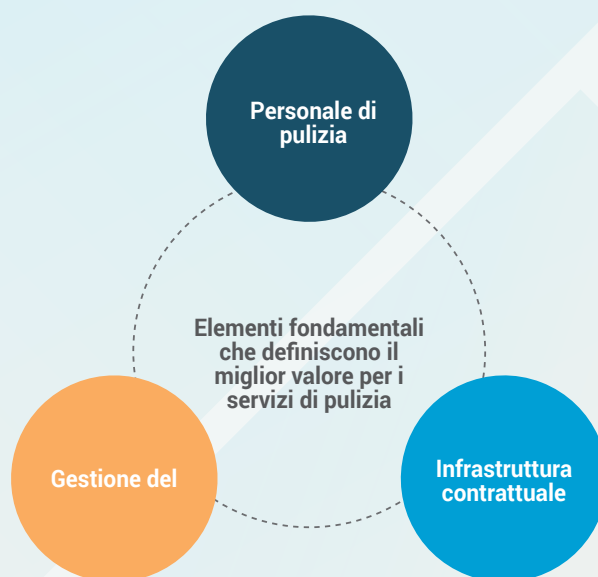 Personale di
pulizia
Elementi fondamentali
che definiscono il
miglior valore per i
servizi di pulizia
Gestione del
Infrastruttura
contrattuale